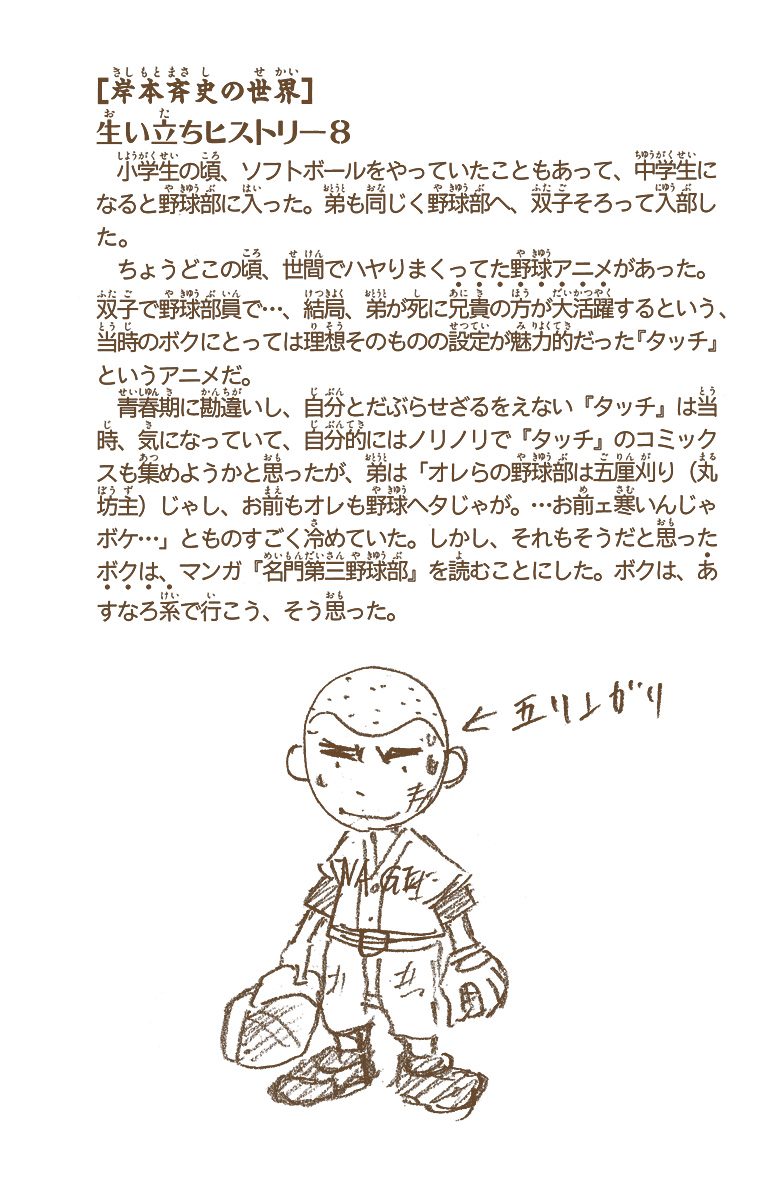 [岸本斉史の世界]
生い立ちヒストリー8
小学生の頃、ソフトボールをやっていたこともあって、中学生に
なると野球部に入った。弟も同じく野球部へ、双子そろって入部し
た。
ちょうどこの頃、世間でハヤりまくってた野球アニメがあった。
双子で野球部員で…、結局、弟が死に兄貴の方が大活躍するという、
当時のボクにとっては理想そのものの設定が魅力的だった『タッチ』
というアニメだ。
青春期に勘違いし、自分とだぶらせざるをえない『タッチ』は当
時、気になっていて、自分的にはノリノリで『タッチ』のコミック
スも集めようかと思ったが、弟は「オレらの野球部は五厘刈り（丸
坊主）じゃし、お前もオレも野球ヘタじゃが。…お前ェ寒いんじゃ
ボケ…」とものすごく冷めていた。しかし、それもそうだと思った
ボクは、マンガ『名門第三野球部』を読むことにした。ボクは、あ
すなろ系で行こう、そう思った。
←五リンがり